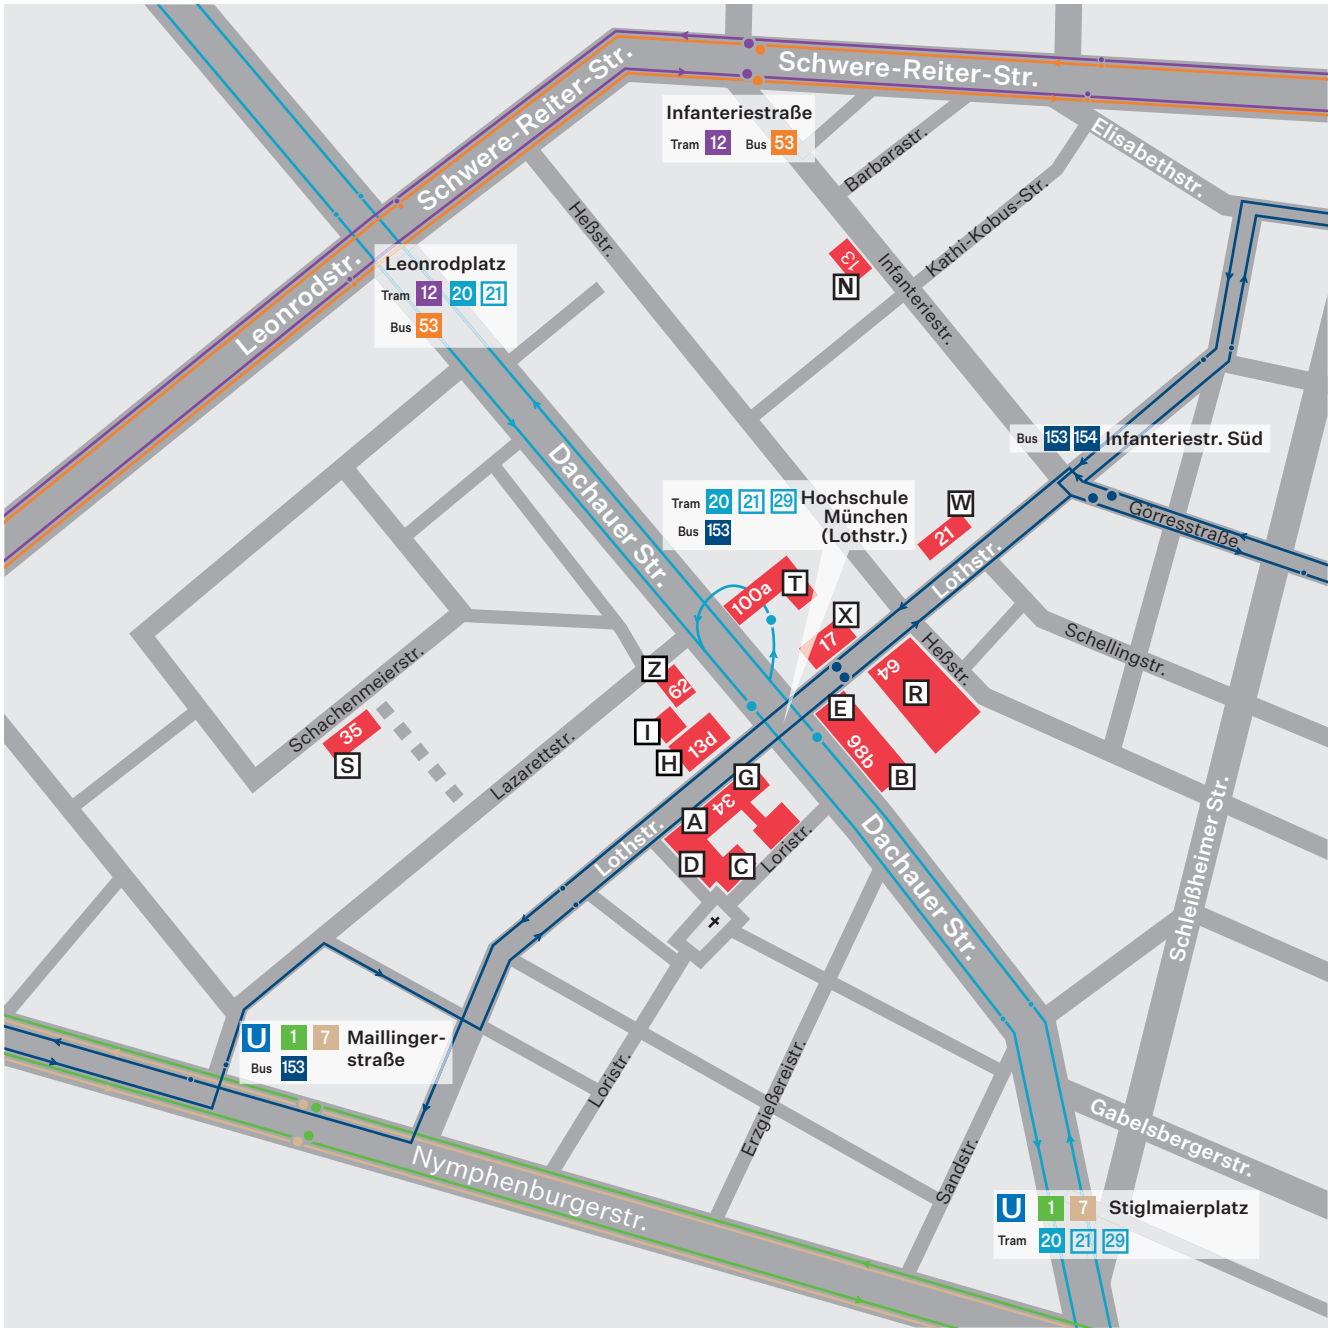 Schwere-Reiter-Str.
Schwere-Reiter-Str.
Infanteriestraße
Tram 12 Bus 53
Elisabethstr.
Barbarastr.
Kathi-Kobus-Str.
Heßstr.
Leonrodstr.
Leonrodplatz
Tram 12 20 21
Bus 53
13
N
Infanteriestr.
Bus 153 154 Infanteriestr. Süd
Dachauer Str.
Tram 20 21 29 Hochschule
München
Bus 153
(Lothstr.)
W
21
Görresstraße
Lothstr.
100a
T
X
17
Schellingstr.
Heßstr.
64
R
Z
62
Schachenmeierstr.
35
S
I
H
13d
E
98b
B
Lazarettstr.
G
34
A
D
C
Loristr.
Lothstr.
Dachauer Str.
Schleißheimer Str.
U 1 7 Maillinger-
straße
Bus 153
Loristr.
Erzgießereistr.
Sandstr.
Gabelsbergerstr.
Nymphenburgerstr.
U 1 7 Stiglmaierplatz
Tram 20 21 29